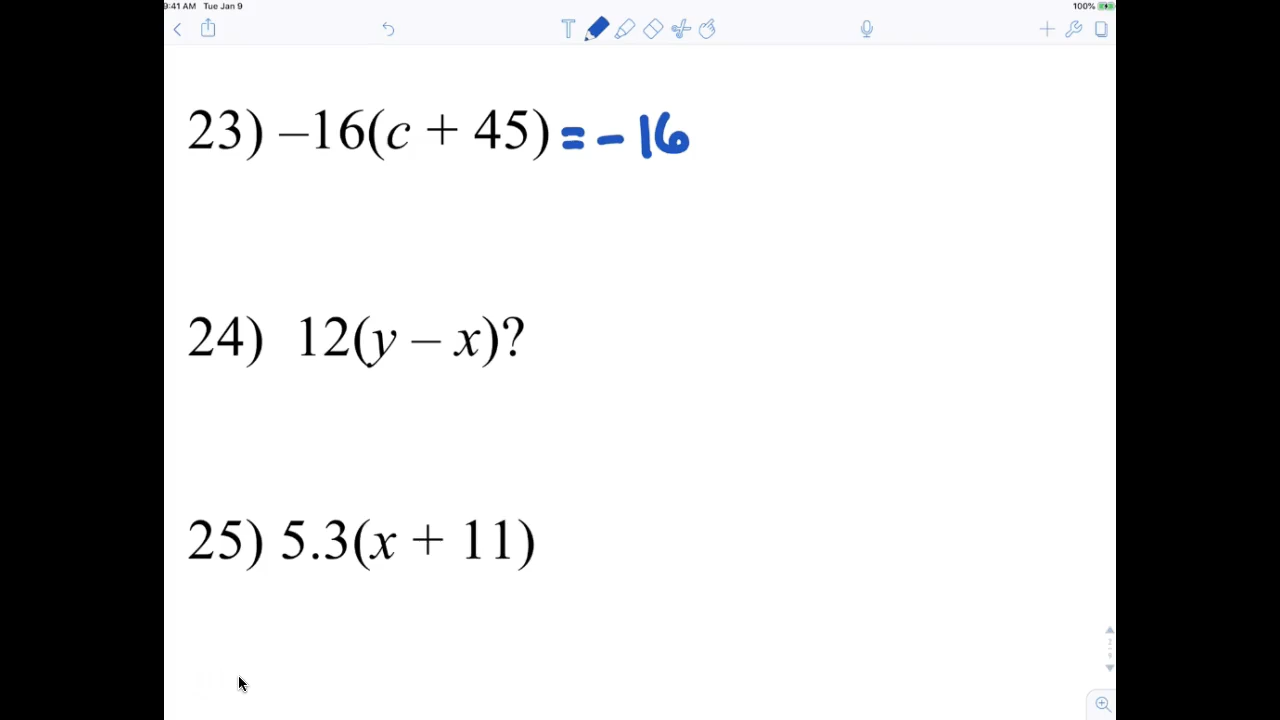 9:41 AM Tue Jan 9
100%
T
23) –16(c + 45) = - 16
24) 12(y – x)?
25) 5.3(x + 11)